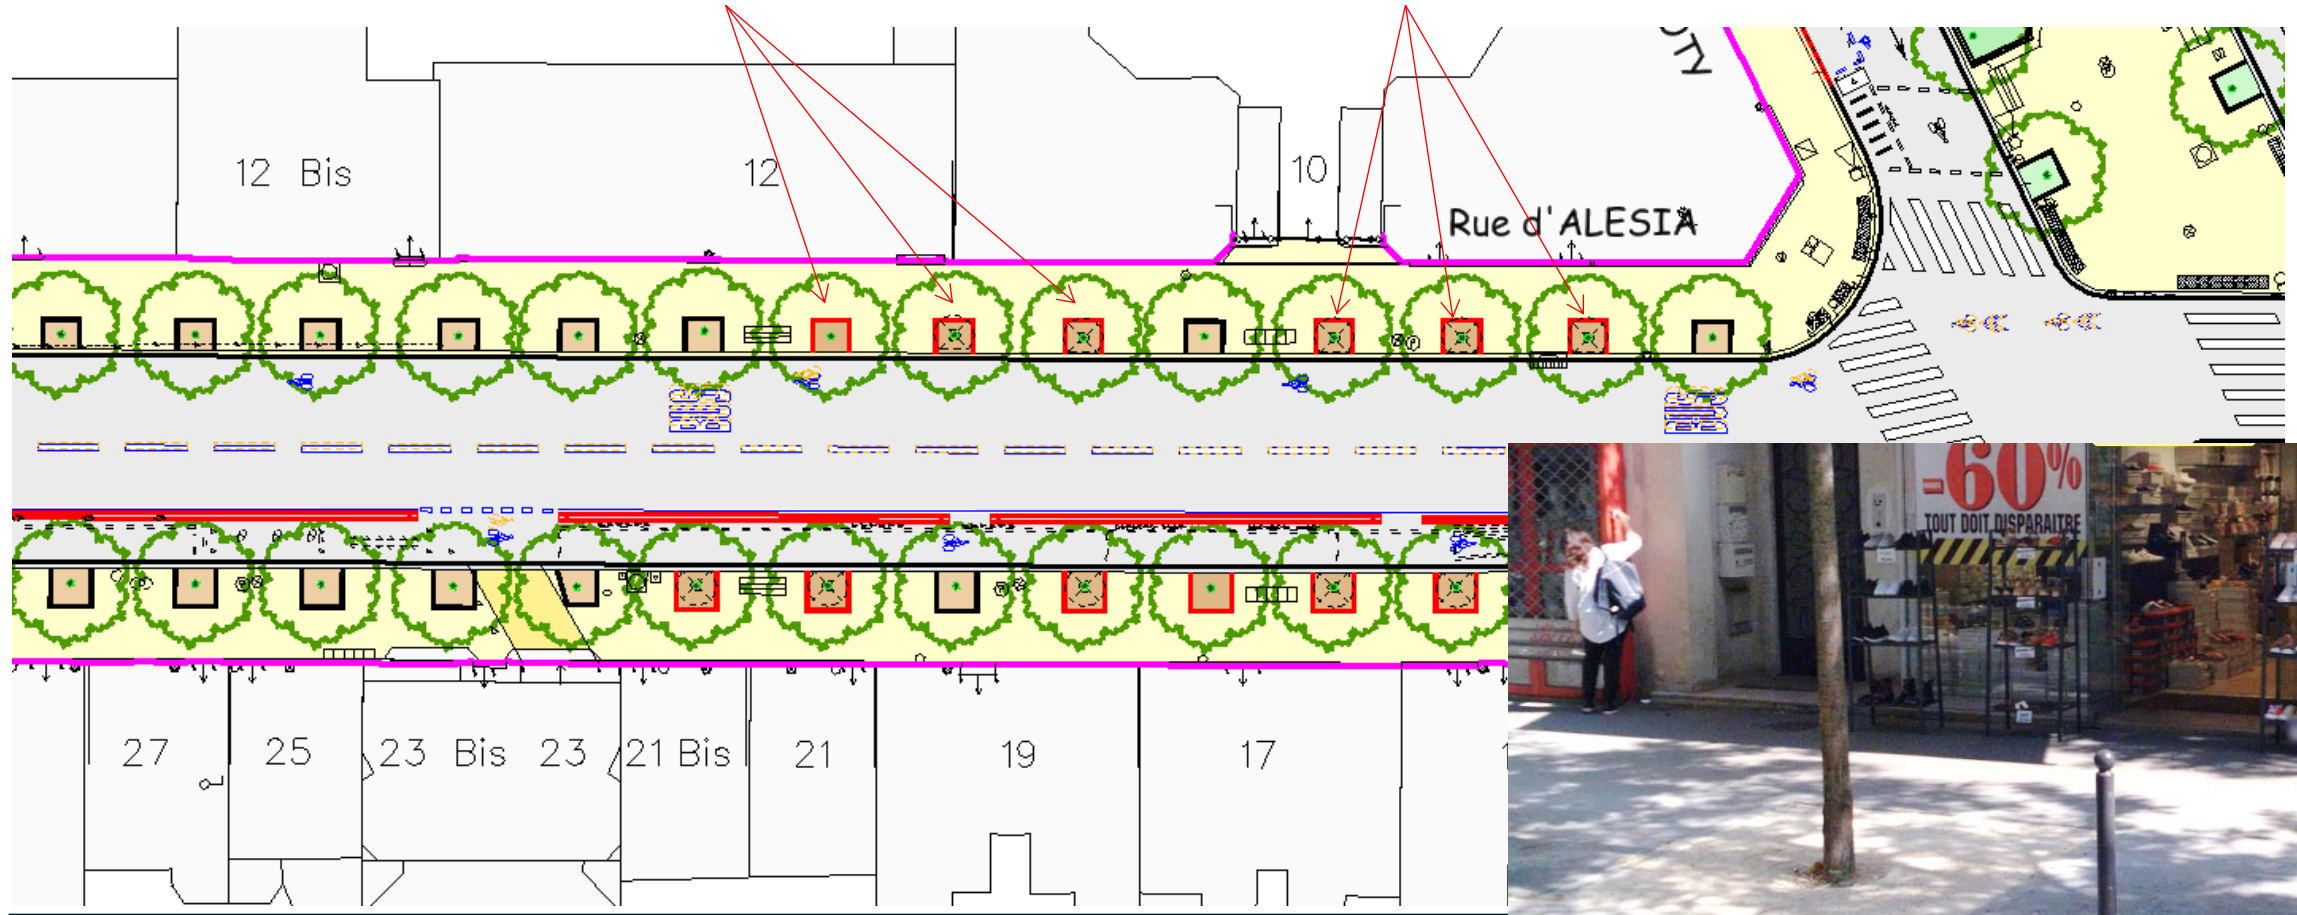 12 Bis
12
10
Rue d'ALESIA
OTY
-60%
TOUT DOIT DISPARAITRE
27
25
23 Bis
23
21 Bis
21
19
17